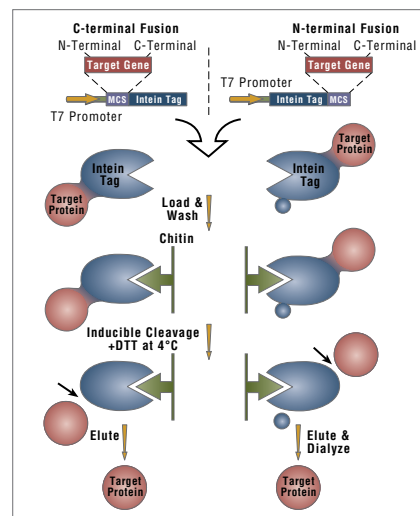 C-terminal Fusion
N-Terminal C-Terminal
Target Gene
MCS Intein Tag
T7 Promoter
N-terminal Fusion
N-Terminal C-Terminal
Target Gene
Intein Tag MCS
T7 Promoter
Intein
Tag
Target
Protein
Intein
Tag
Target
Protein
Load &
Wash
Chitin
Inducible Cleavage
+DTT at 4°C
Elute
Elute &
Dialyze
Target
Protein
Target
Protein